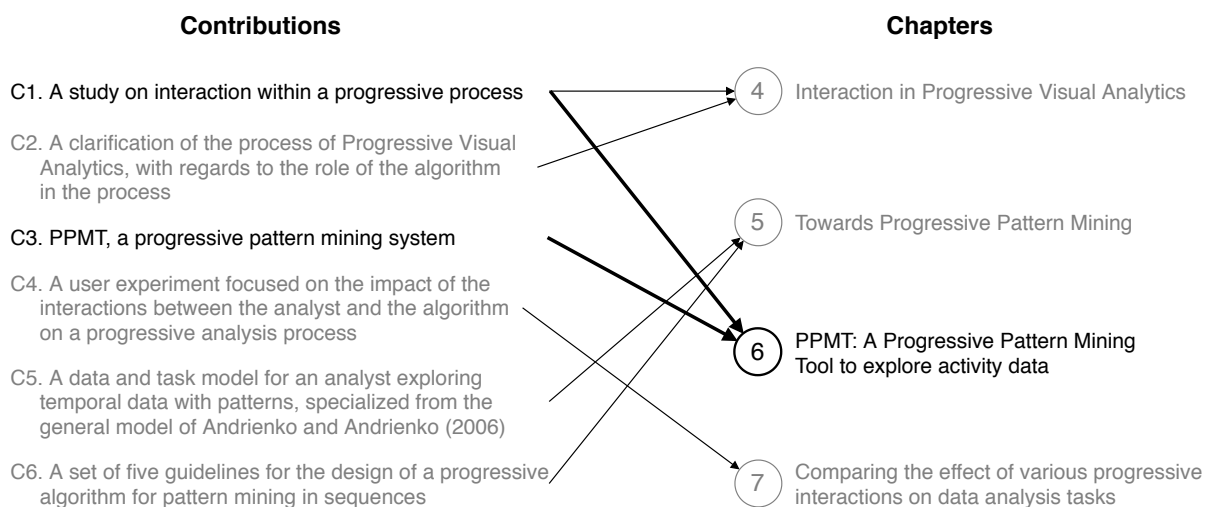 Contributions
C1. A study on interaction within a progressive process
C2. A clarification of the process of Progressive Visual
Analytics, with regards to the role of the algorithm
in the process
C3. PPMT, a progressive pattern mining system
C4. A user experiment focused on the impact of the
interactions between the analyst and the algorithm
on a progressive analysis process
C5. A data and task model for an analyst exploring
temporal data with patterns, specialized from the
general model of Andrienko and Andrienko (2006)
C6. A set of five guidelines for the design of a progressive
algorithm for pattern mining in sequences
Chapters
4 Interaction in Progressive Visual Analytics
5 Towards Progressive Pattern Mining
6 PPMT: A Progressive Pattern Mining
Tool to explore activity data
7 Comparing the effect of various progressive
interactions on data analysis tasks